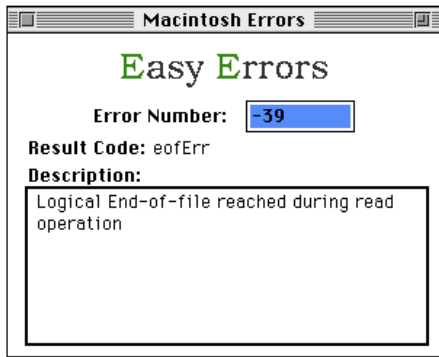 Macintosh Errors
Easy Errors
Error Number: -39
Result Code: eofErr
Description:
Logical End-of-file reached during read
operation